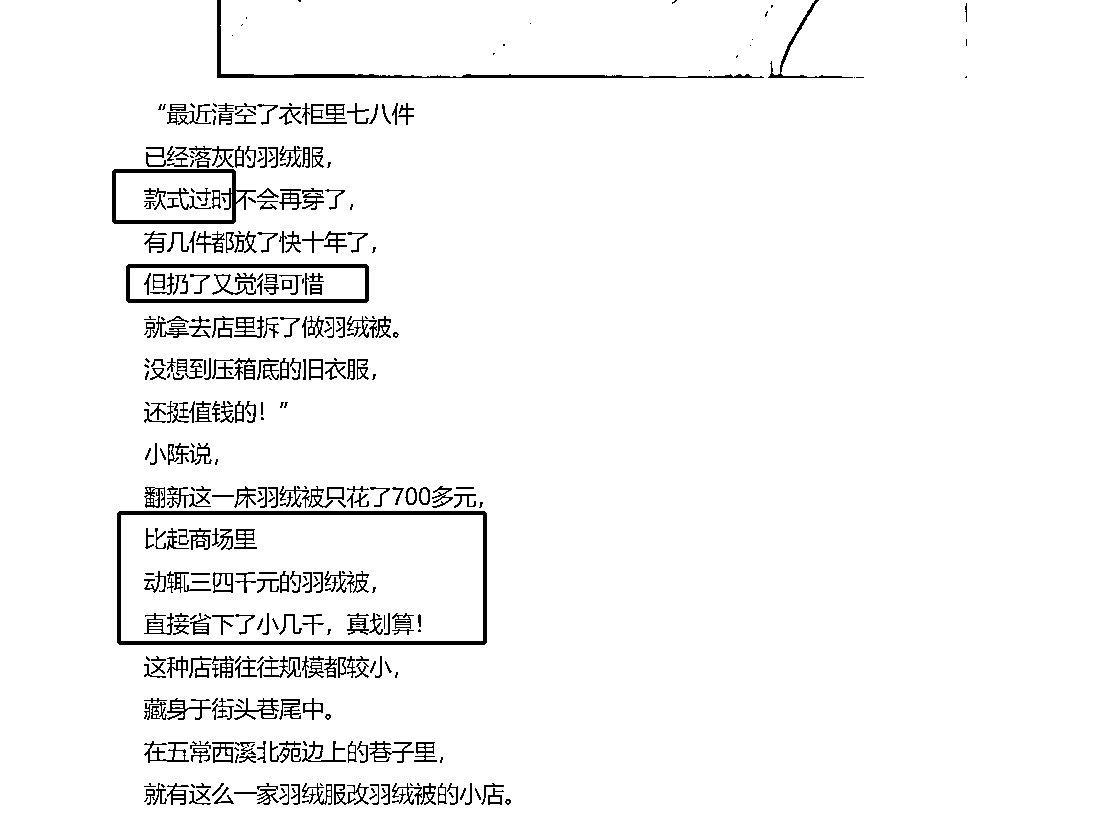 “最近清空了衣柜里七八件
已经落灰的羽绒服，
款式过时不会再穿了，
有几件都放了快十年了，
但扔了又觉得可惜
就拿去店里拆了做羽绒被。
没想到压箱底的旧衣服，
还挺值钱的！”
小陈说，
翻新这一床羽绒被只花了700多元，
比起商场里
动辄三四千元的羽绒被，
直接省下了小几千，真划算！
这种店铺往往规模都较小，
藏身于街头巷尾中。
在五常西溪北苑边上的巷子里，
就有这么一家羽绒服改羽绒被的小店。